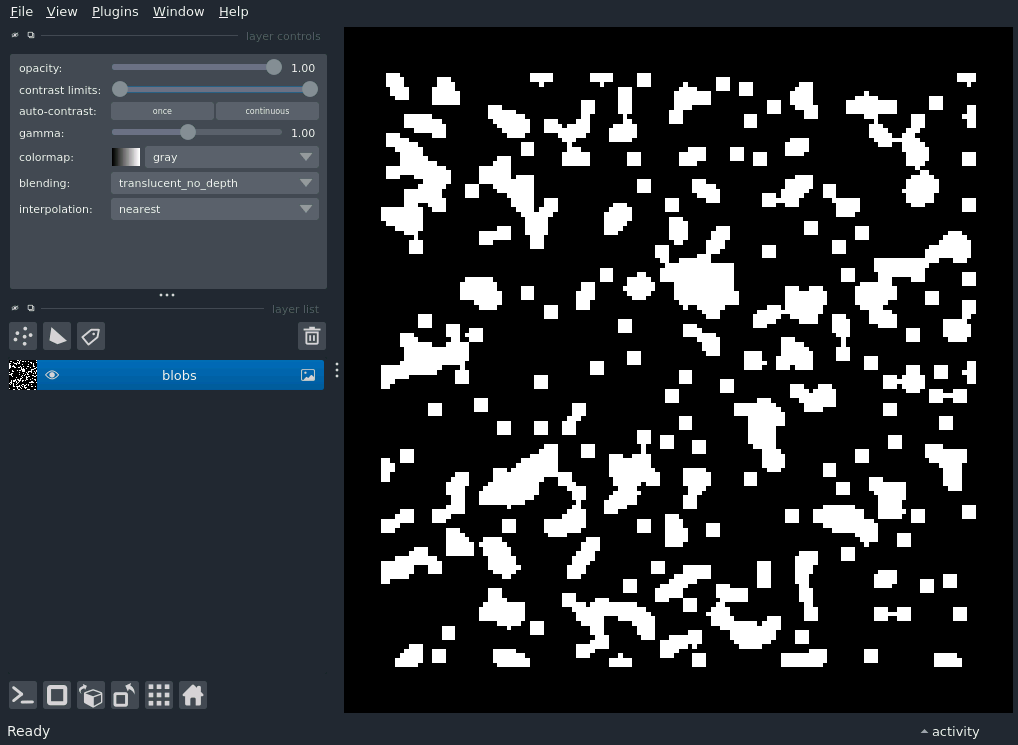 File View Plugins Window Help
layer controls
opacity: 1.00
contrast limits:
auto-contrast: once continuous
gamma: 1.00
colormap: gray
blending: translucent_no_depth
interpolation: nearest
layer list
blobs
Ready activity